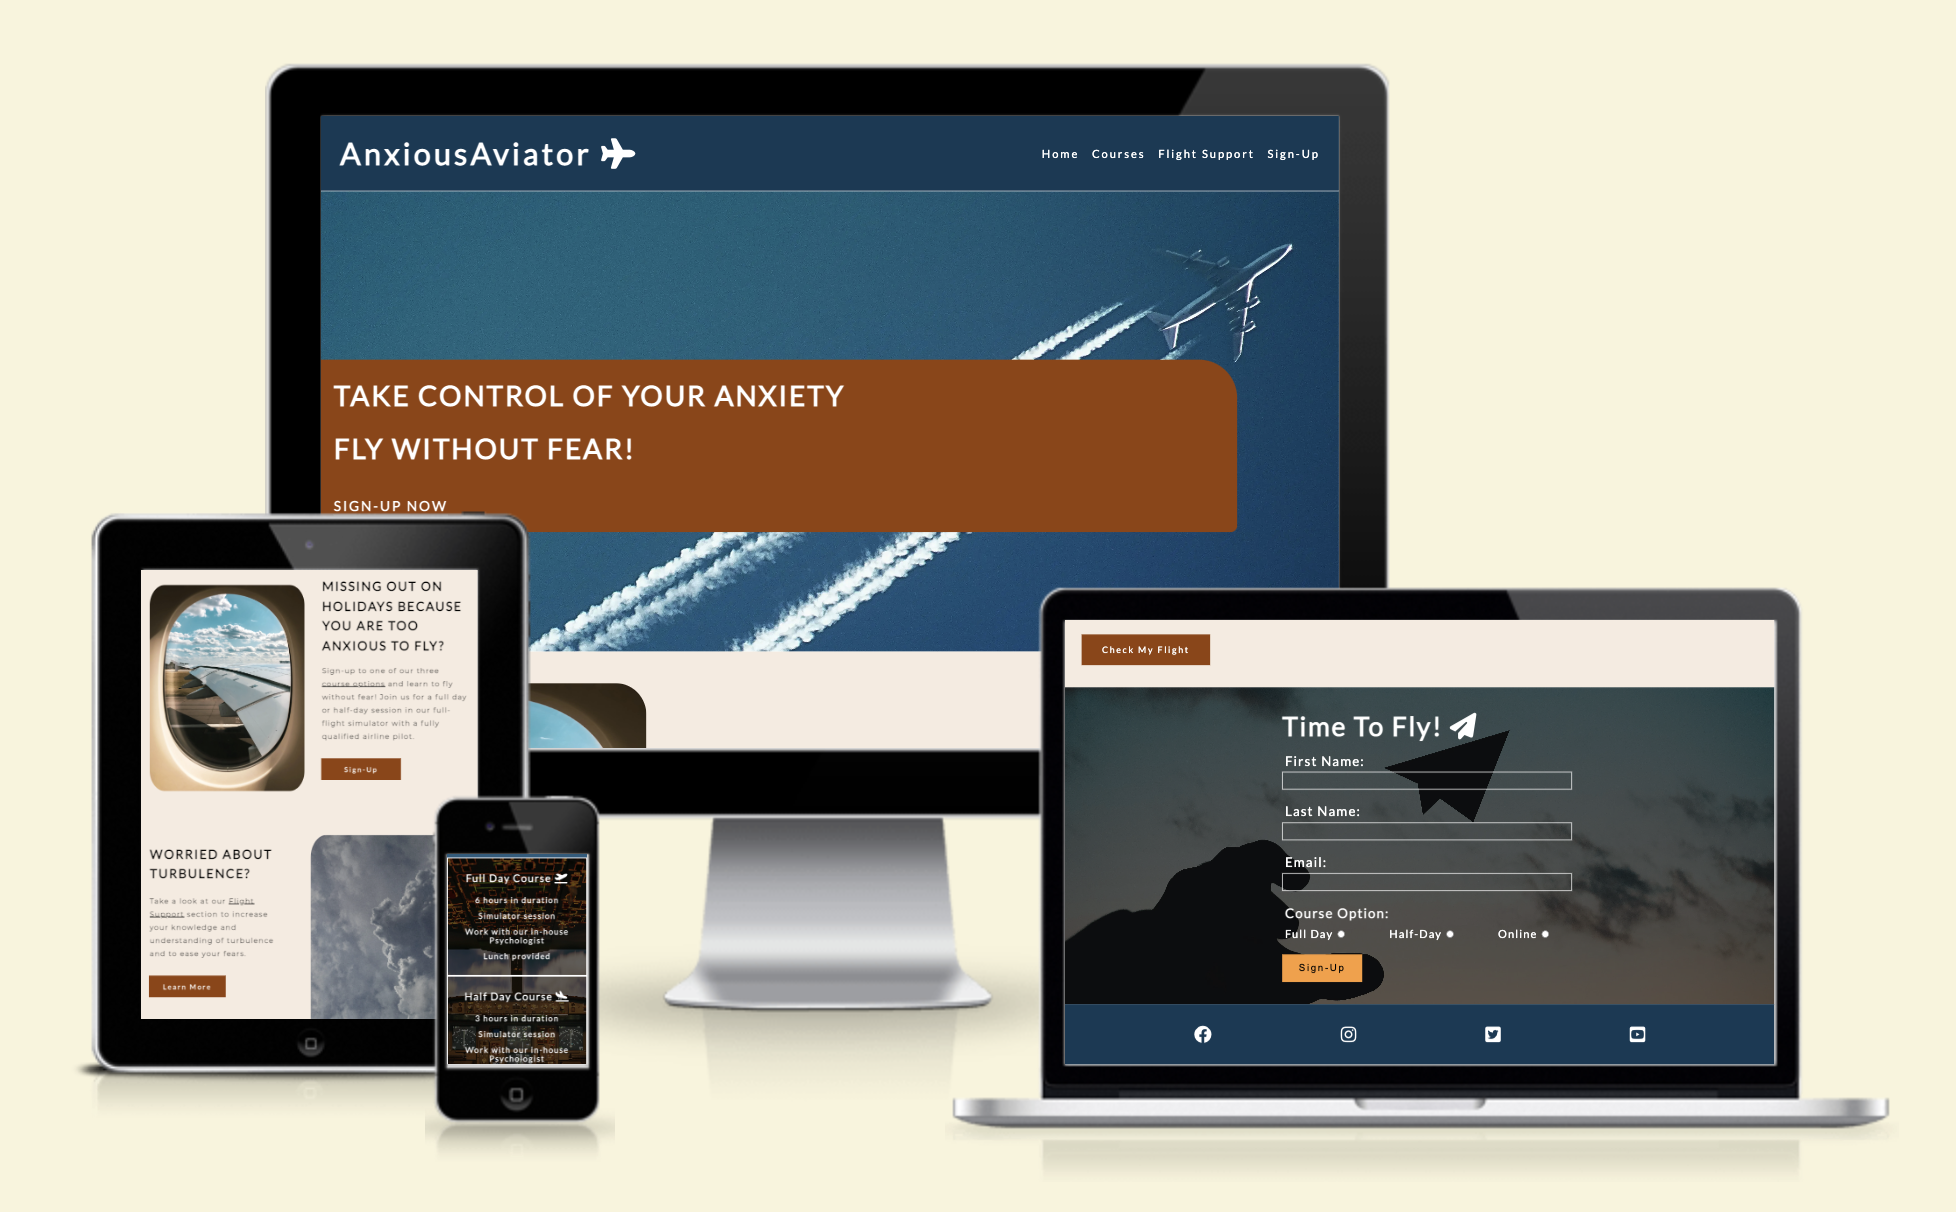 AnxiousAviator
Home Courses Flight Support Sign-Up
TAKE CONTROL OF YOUR ANXIETY
FLY WITHOUT FEAR!
SIGN-UP NOW
MISSING OUT ON
HOLIDAYS BECAUSE
YOU ARE TOO
ANXIOUS TO FLY?
Sign-up to one of our three
course options and learn to fly
without fear! Join us for a full day
or half-day session in our full-
flight simulator with a fully
qualified airline pilot.
Sign-Up
WORRIED ABOUT
TURBULENCE?
Take a look at our Flight
Support section to increase
your knowledge and
understanding of turbulence
and to ease your fears.
Learn More
Full Day Course
6 hours in duration
Simulator session
Work with our in-house
Psychologist
Lunch provided
Half Day Course
3 hours in duration
Simulator session
Work with our in-house
Psychologist
Check My Flight
Time To Fly!
First Name:
Last Name:
Email:
Course Option:
Full Day Half-Day Online
Sign-Up